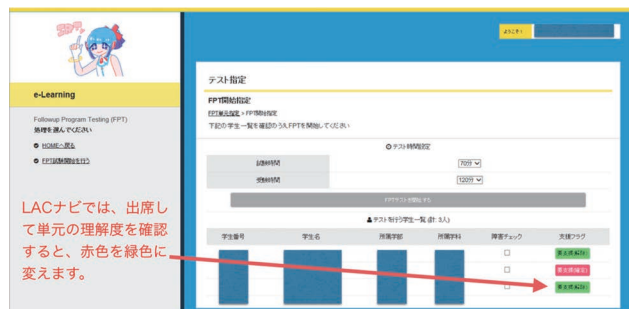 ようこそ!
テスト指定
e-Learning
FPT開始指定
FPT単元指定 > FPT開始指定
下記の学生一覧を確認のうえFPTを開始してください
Followup Program Testing (FPT)
処理を選んでください
HOMEへ戻る
FPT試験開始を行う
テスト時間設定
試験時間
70分
受験時間
120分
FPTテストを開始する
テストを行う学生一覧 (計: 3人)
学生番号 学生名 所属学部 所属学科 障害チェック 支援フラグ
要支援(解除)
要支援(確定)
要支援(解除)
LACナビでは、出席し
て単元の理解度を確認
すると、赤色を緑色に
変えます。